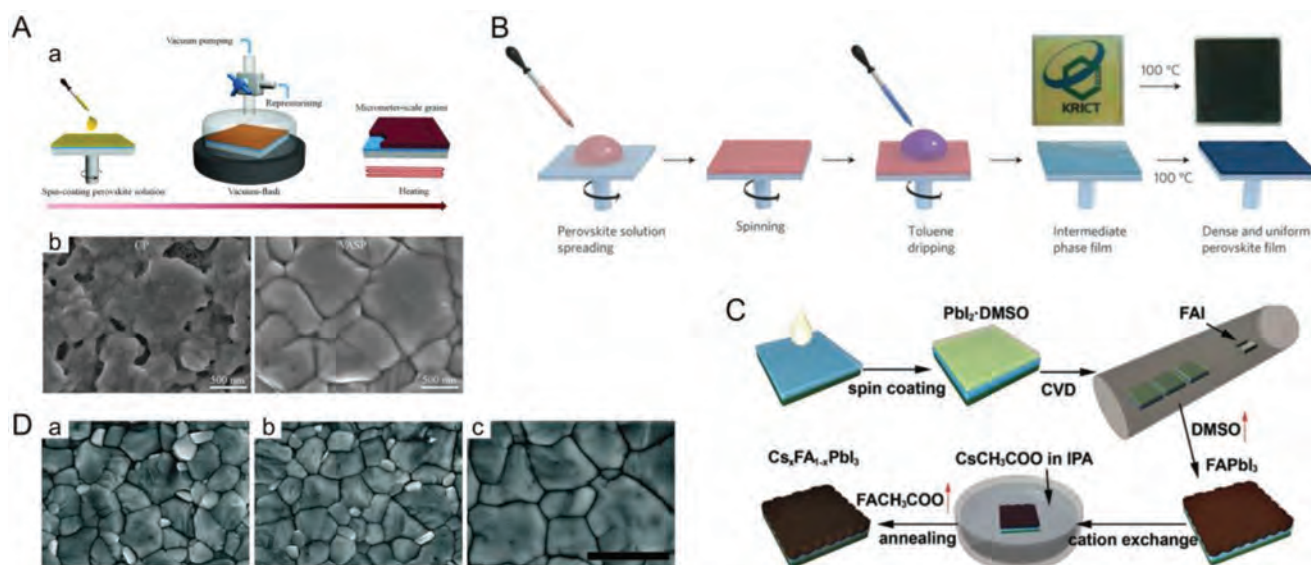 A
a
Vacuum pumping
Repressurising
Micrometer-scale grains
Spin-coating perovskite solution
Vacuum-flash
Heating
b
CP
VASP
500 nm
500 nm
B
KRICT
100 °C
100 °C
Perovskite solution
spreading
Spinning
Toluene
dripping
Intermediate
phase film
Dense and uniform
perovskite film
C
PbI₂·DMSO
FAI
spin coating
CVD
DMSO
FAPbI₃
CsₓFA₁₋ₓPbI₃
CsCH₃COO in IPA
FACH₃COO
annealing
cation exchange
D
a
b
c